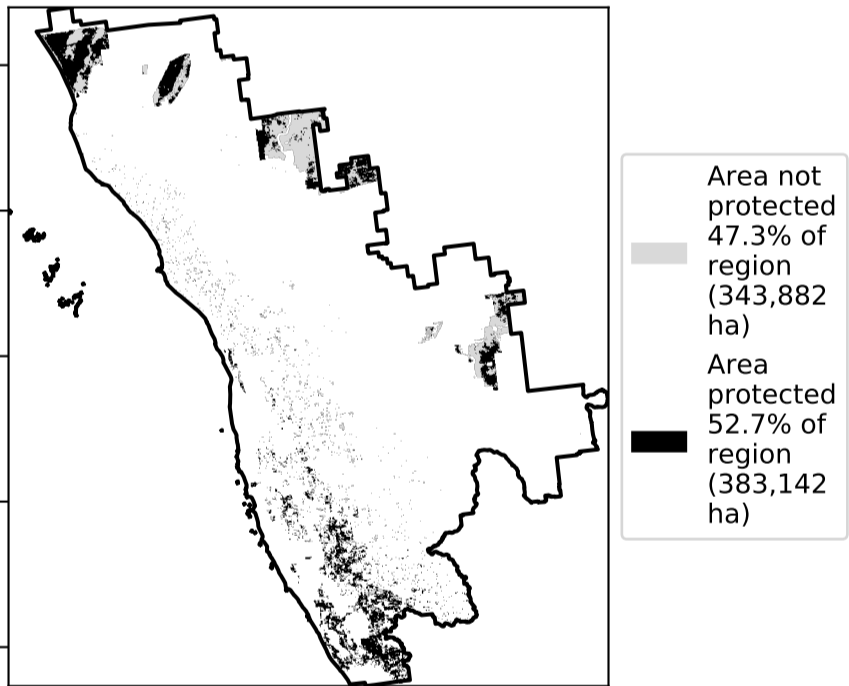 Area not
protected
47.3% of
region
(343,882
ha)
Area
protected
52.7% of
region
(383,142
ha)